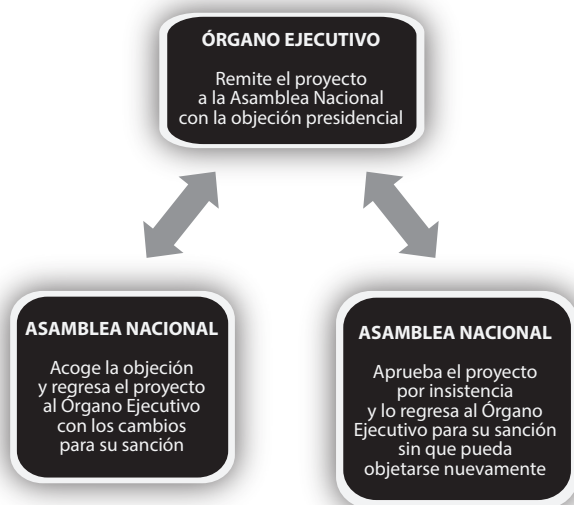 ÓRGANO EJECUTIVO
Remite el proyecto
a la Asamblea Nacional
con la objeción presidencial
ASAMBLEA NACIONAL
Acoge la objeción
y regresa el proyecto
al Órgano Ejecutivo
con los cambios
para su sanción
ASAMBLEA NACIONAL
Aprueba el proyecto
por insistencia
y lo regresa al Órgano
Ejecutivo para su sanción
sin que pueda
objetarse nuevamente